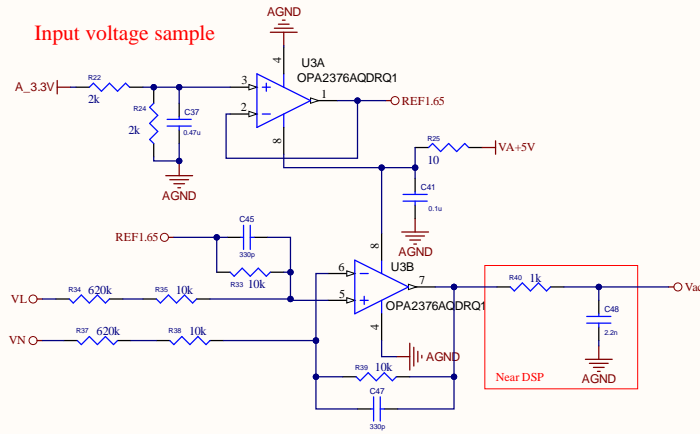 Input voltage sample
AGND
4
U3A
OPA2376AQDRQ1
A_3.3V
R22
2k
3
1
REF1.65
2
R24
2k
C37
0.47u
8
AGND
R25
10
VA+5V
C41
0.1u
AGND
REF1.65
C45
330p
R33
10k
8
U3B
6
7
5
OPA2376AQDRQ1
VL
R34
620k
R35
10k
R40
1k
Vac
C48
2.2n
VN
R37
620k
R38
10k
4
AGND
R39
10k
Near DSP
AGND
C47
330p